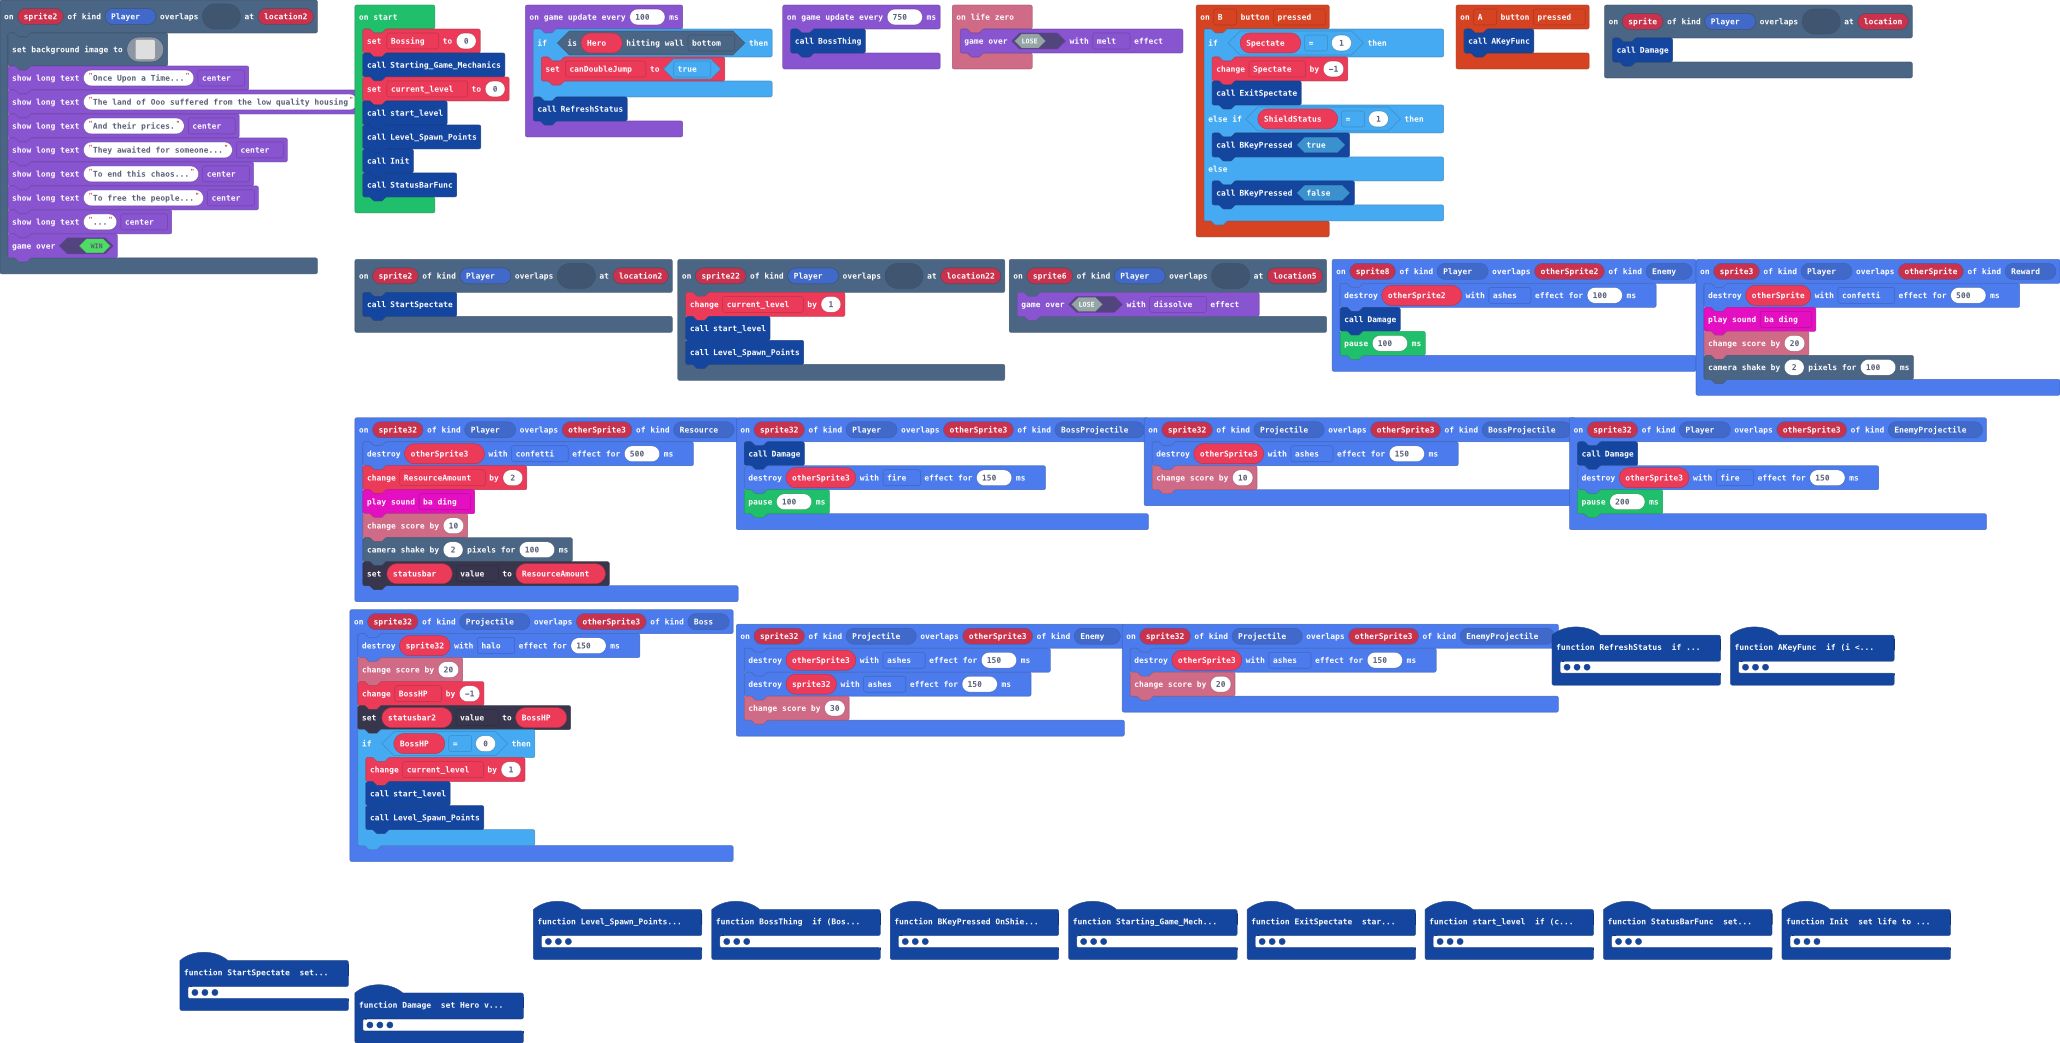 on sprite2 of kind Player overlaps at location2
set background image to
show long text "Once Upon a Time..." center
show long text "The land of Ooo suffered from the low quality housing"
show long text "And their prices." center
show long text "They awaited for someone..." center
show long text "To end this chaos..." center
show long text "To free the people..." center
show long text "..." center
game over WIN
on start
set Bossing to 0
call Starting_Game_Mechanics
set current_level to 0
call start_level
call Level_Spawn_Points
call Init
call StatusBarFunc
on game update every 100 ms
if is Hero hitting wall bottom then
set canDoubleJump to true
call RefreshStatus
on game update every 750 ms
call BossThing
on life zero
game over LOSE with melt effect
on B button pressed
if Spectate = 1 then
change Spectate by -1
call ExitSpectate
else if ShieldStatus = 1 then
call BKeyPressed true
else
call BKeyPressed false
on A button pressed
call AKeyFunc
on sprite of kind Player overlaps at location
call Damage
on sprite2 of kind Player overlaps at location2
call StartSpectate
on sprite22 of kind Player overlaps at location22
change current_level by 1
call start_level
call Level_Spawn_Points
on sprite6 of kind Player overlaps at location5
game over LOSE with dissolve effect
on sprite8 of kind Player overlaps otherSprite2 of kind Enemy
destroy otherSprite2 with ashes effect for 100 ms
call Damage
pause 100 ms
on sprite3 of kind Player overlaps otherSprite of kind Reward
destroy otherSprite with confetti effect for 500 ms
play sound ba ding
change score by 20
camera shake by 2 pixels for 100 ms
on sprite32 of kind Player overlaps otherSprite3 of kind Resource
destroy otherSprite3 with confetti effect for 500 ms
change ResourceAmount by 2
play sound ba ding
change score by 10
camera shake by 2 pixels for 100 ms
set statusbar value to ResourceAmount
on sprite32 of kind Player overlaps otherSprite3 of kind BossProjectile
call Damage
destroy otherSprite3 with fire effect for 150 ms
pause 100 ms
on sprite32 of kind Projectile overlaps otherSprite3 of kind BossProjectile
destroy otherSprite3 with ashes effect for 150 ms
change score by 10
on sprite32 of kind Player overlaps otherSprite3 of kind EnemyProjectile
call Damage
destroy otherSprite3 with fire effect for 150 ms
pause 200 ms
on sprite32 of kind Projectile overlaps otherSprite3 of kind Boss
destroy sprite32 with halo effect for 150 ms
change score by 20
change BossHP by -1
set statusbar2 value to BossHP
if BossHP = 0 then
change current_level by 1
call start_level
call Level_Spawn_Points
on sprite32 of kind Projectile overlaps otherSprite3 of kind Enemy
destroy otherSprite3 with ashes effect for 150 ms
destroy sprite32 with ashes effect for 150 ms
change score by 30
on sprite32 of kind Projectile overlaps otherSprite3 of kind EnemyProjectile
destroy otherSprite3 with ashes effect for 150 ms
change score by 20
function RefreshStatus if ...
function AKeyFunc if (i <...
function Level_Spawn_Points...
function BossThing if (Bos...
function BKeyPressed OnShie...
function Starting_Game_Mech...
function ExitSpectate star...
function start_level if (c...
function StatusBarFunc set...
function Init set life to ...
function StartSpectate set...
function Damage set Hero v...